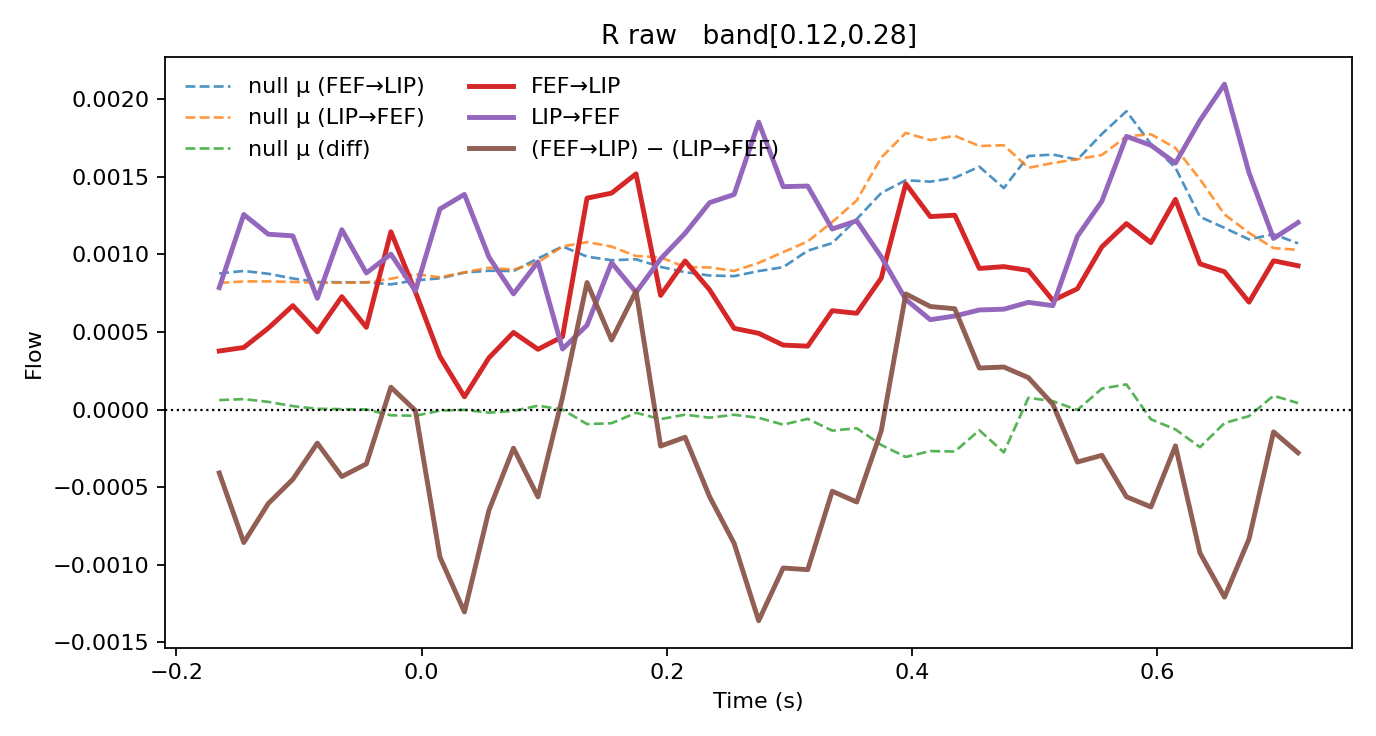 R raw   band[0.12,0.28]
null μ (FEF→LIP)
null μ (LIP→FEF)
null μ (diff)
FEF→LIP
LIP→FEF
(FEF→LIP) − (LIP→FEF)
Flow
0.0020
0.0015
0.0010
0.0005
0.0000
−0.0005
−0.0010
−0.0015
−0.2
0.0
0.2
0.4
0.6
Time (s)